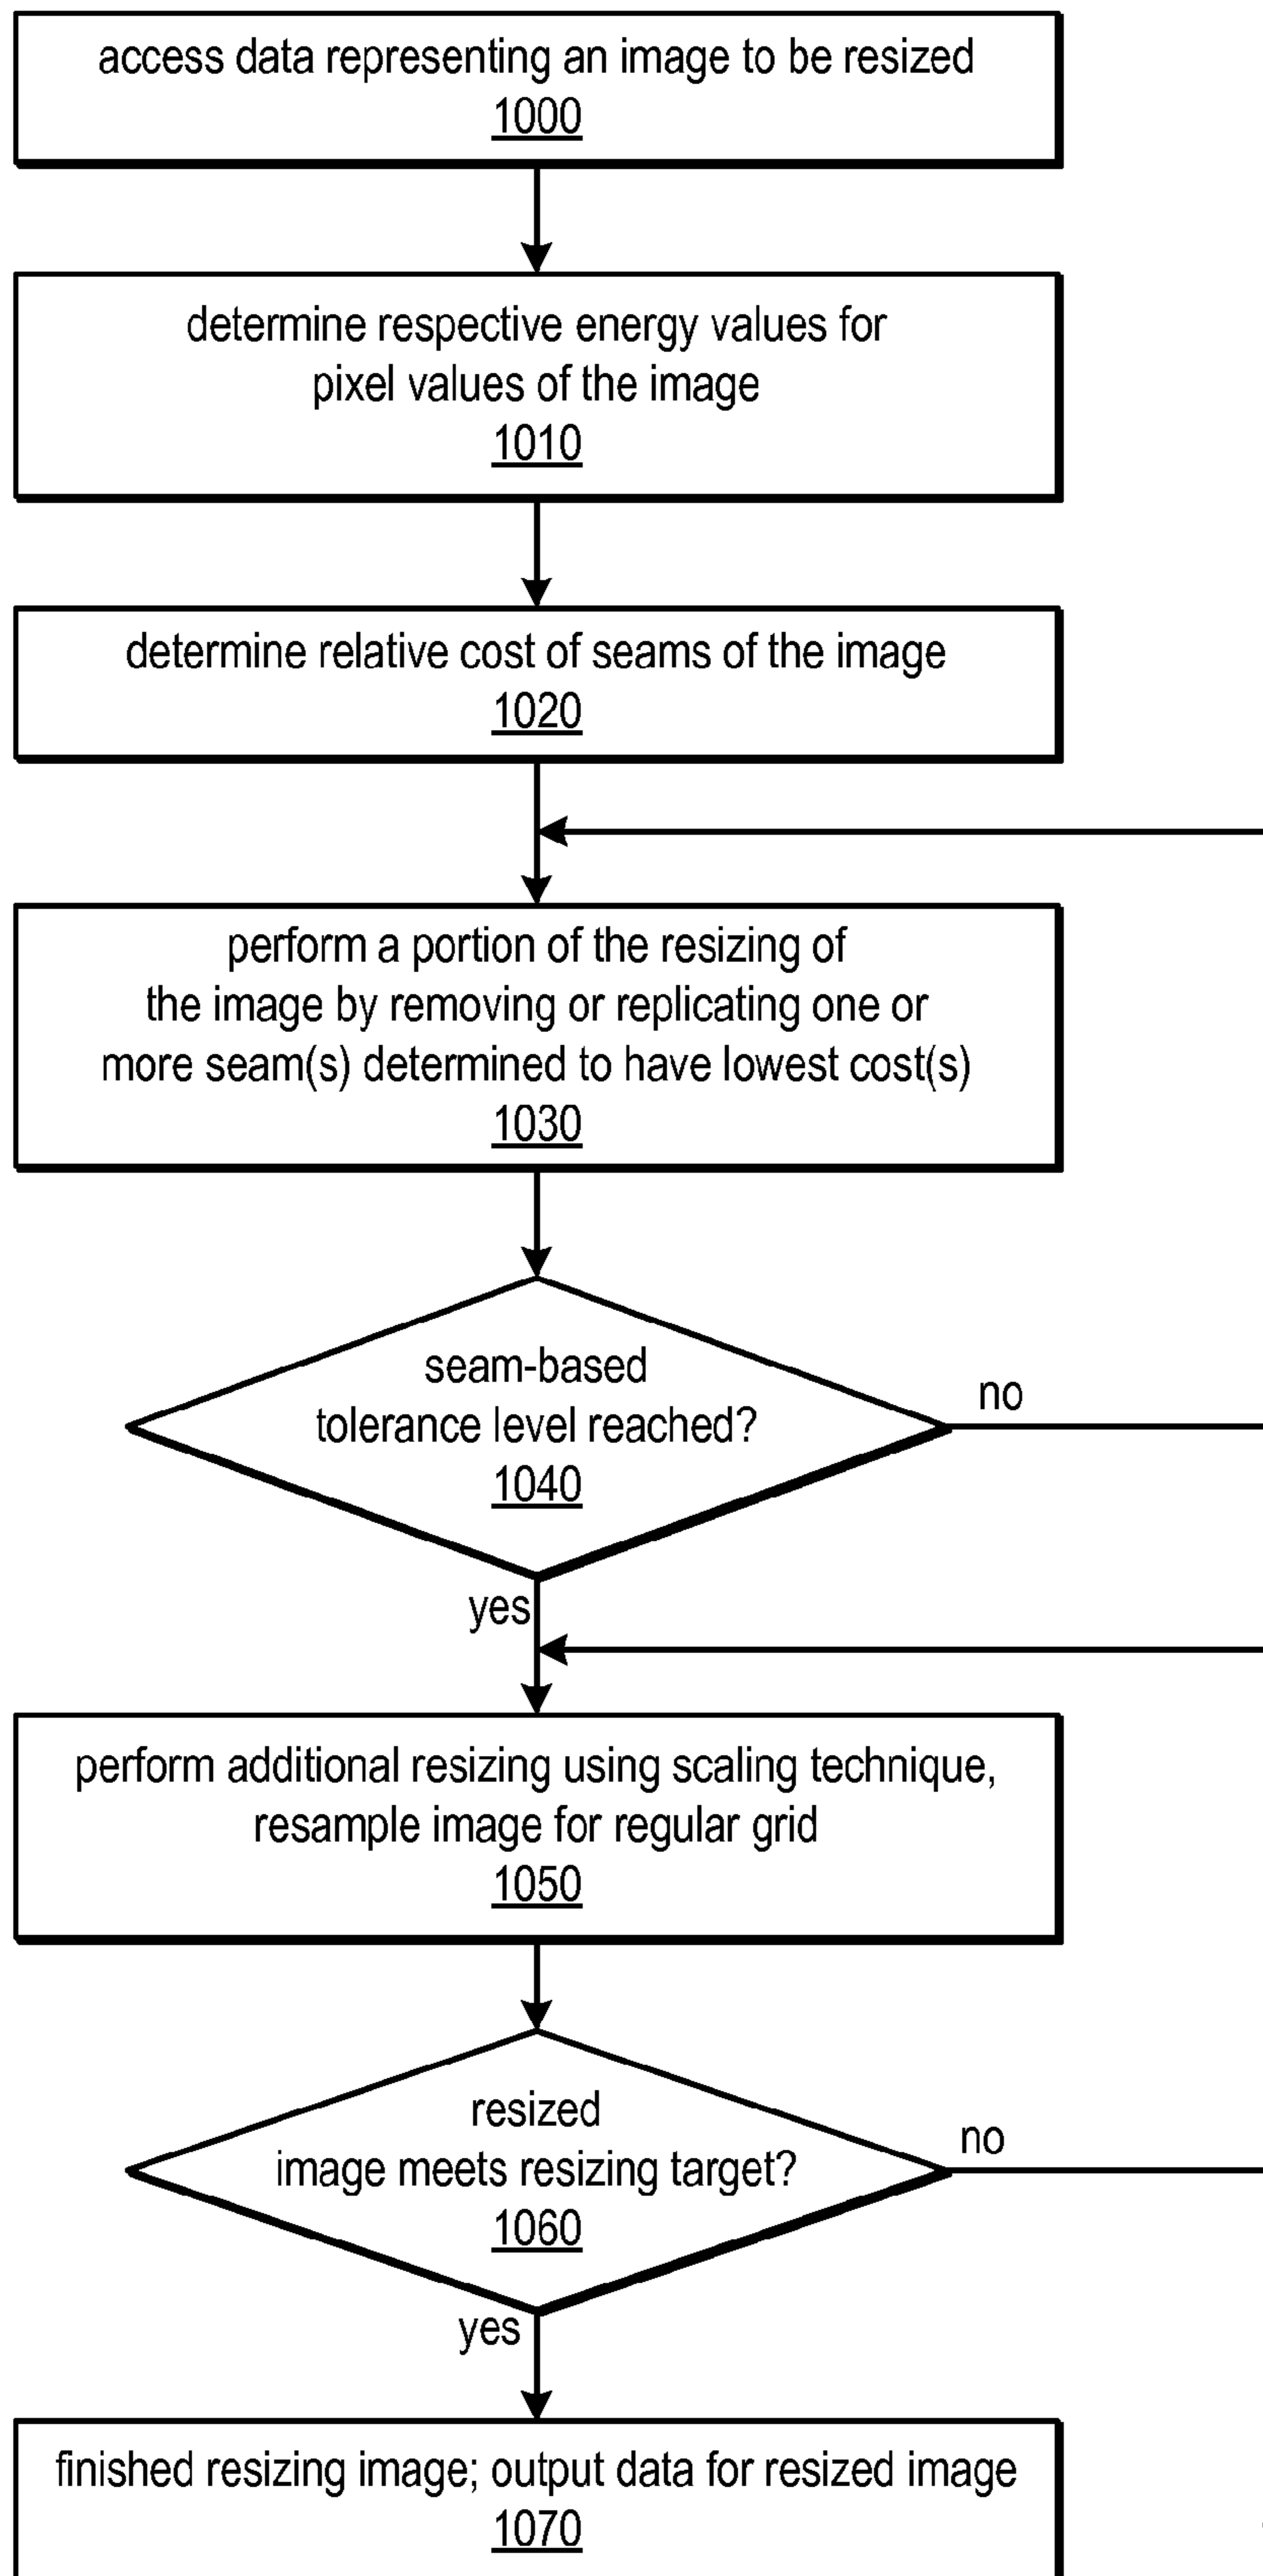 access data representing an image to be resized
1000
determine respective energy values for
pixel values of the image
1010
determine relative cost of seams of the image
1020
perform a portion of the resizing of
the image by removing or replicating one or
more seam(s) determined to have lowest cost(s)
1030
seam-based
tolerance level reached?
1040
no
yes
perform additional resizing using scaling technique,
resample image for regular grid
1050
resized
image meets resizing target?
1060
no
yes
finished resizing image; output data for resized image
1070